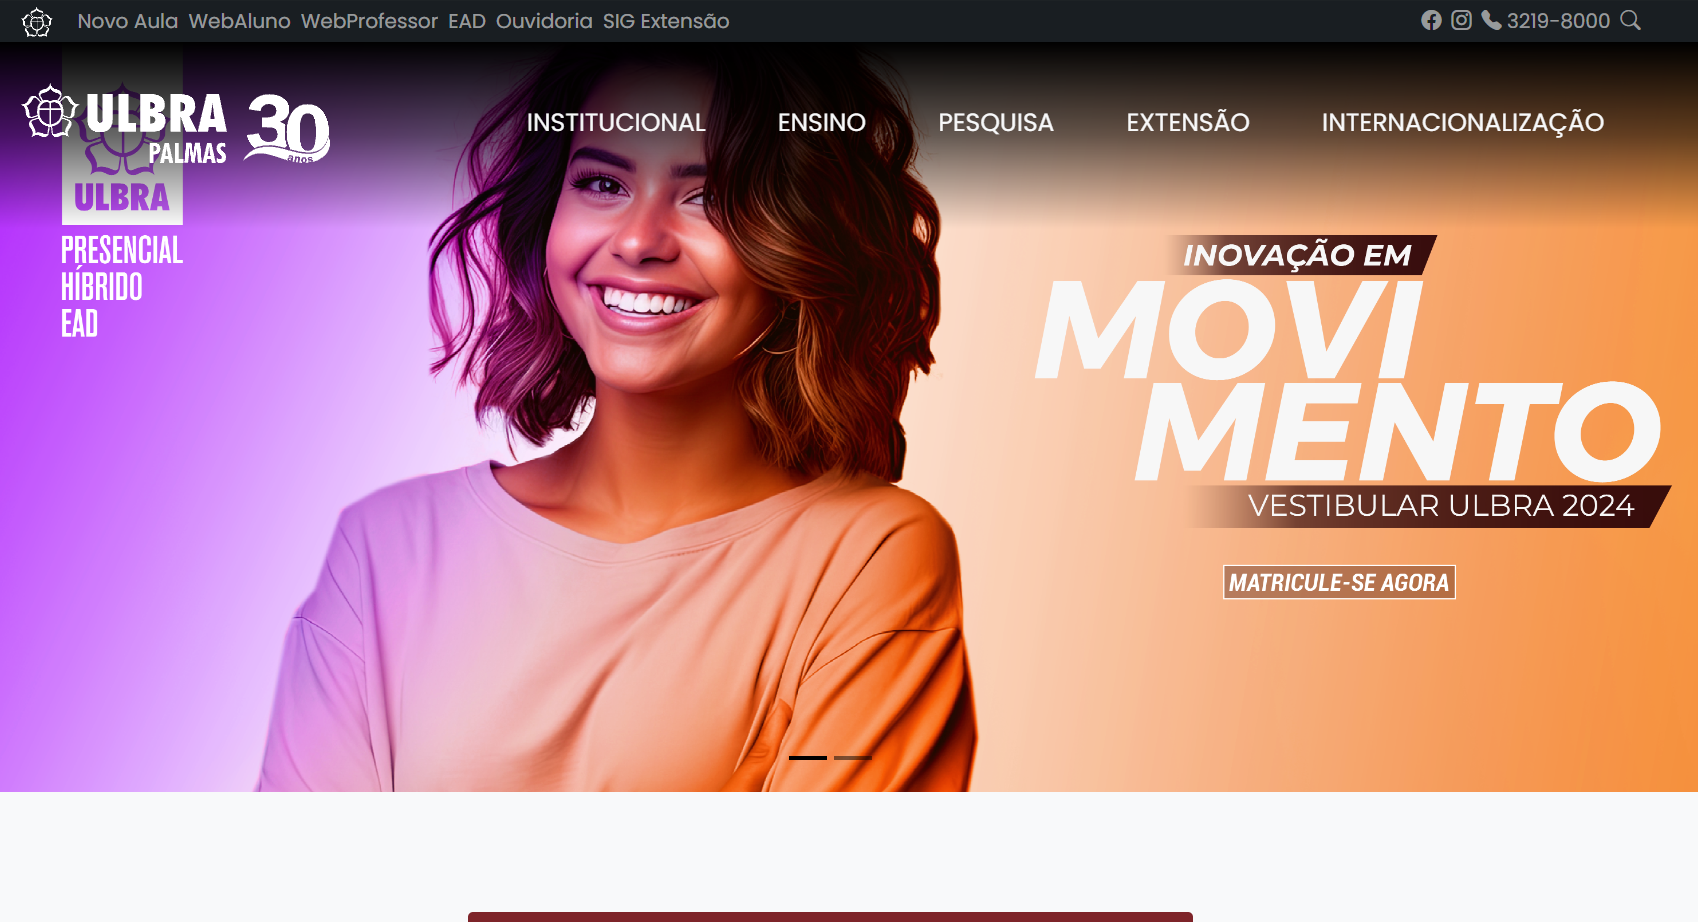 Novo Aula WebAluno WebProfessor EAD Ouvidoria SIG Extensão 3219-8000
ULBRA
PALMAS
30
anos
INSTITUCIONAL ENSINO PESQUISA EXTENSÃO INTERNACIONALIZAÇÃO
ULBRA
PRESENCIAL
HÍBRIDO
EAD
INOVAÇÃO EM
MOVI
MENTO
VESTIBULAR ULBRA 2024
MATRICULE-SE AGORA